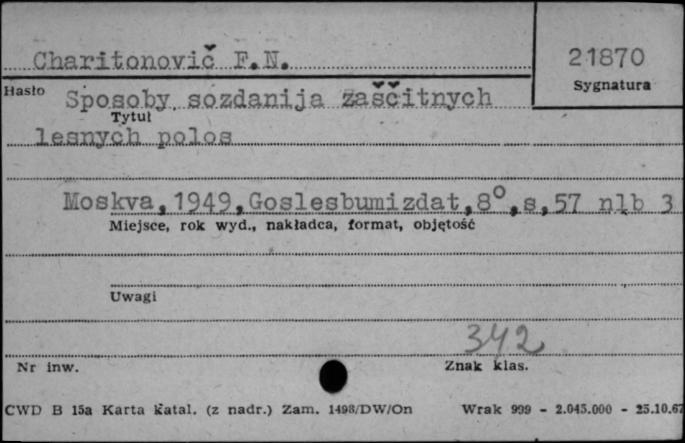 Charitonovič F.N.
21870
Hasło
Sygnatura
Sposoby sozdanija zaščitnych
Tytuł
lesnych polos
Moskva,1949,Goslesbumizdat,8°,s,57 nlb 3
Miejsce, rok wyd., nakładca, format, objętość
Uwagi
342
Nr inw.
Znak klas.
CWD B 15a Karta katal. (z nadr.) Zam. 1498/DW/On Wrak 999 - 2.045.000 - 25.10.67